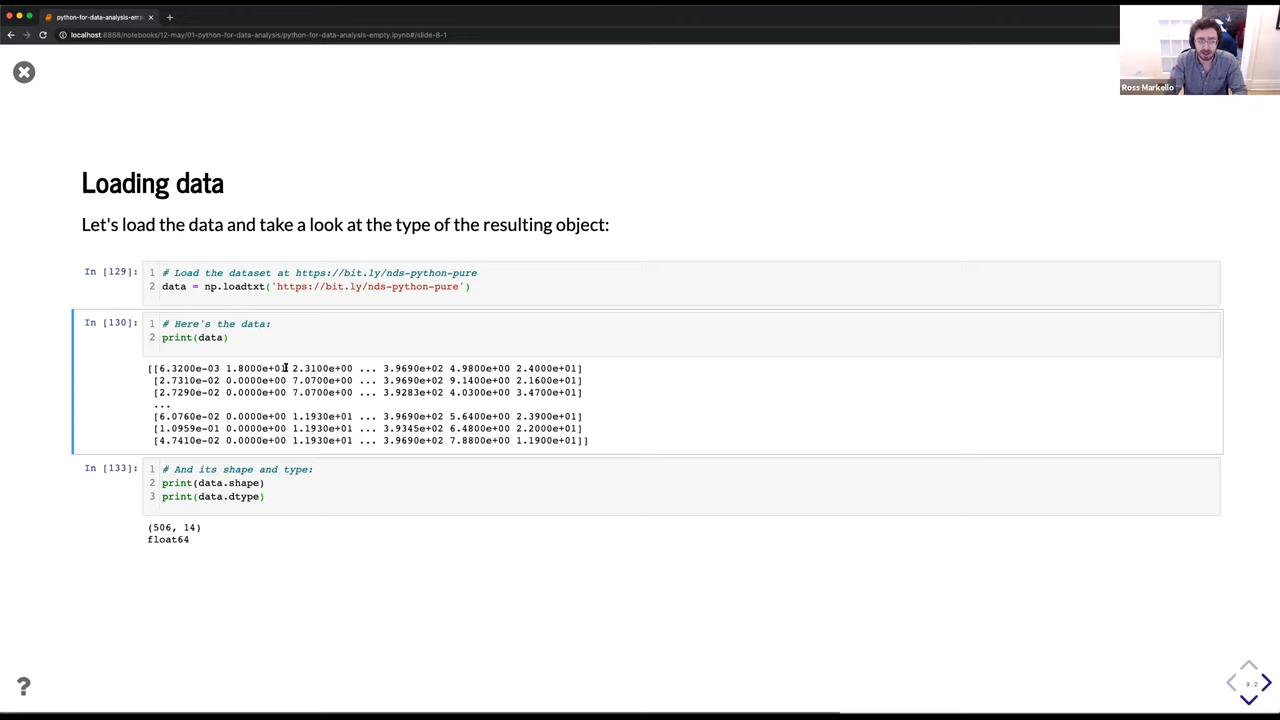 python-for-data-analysis-emp
localhost:8888/notebooks/12-may/01-python-for-data-analysis/python-for-data-analysis-empty.ipynb#/slide-8-1
Ross Markello
Loading data
Let's load the data and take a look at the type of the resulting object:
In [129]:
1 # Load the dataset at https://bit.ly/nds-python-pure
2 data = np.loadtxt('https://bit.ly/nds-python-pure')
In [130]:
1 # Here's the data:
2 print(data)
[[6.3200e-03 1.8000e+01 2.3100e+00 ... 3.9690e+02 4.9800e+00 2.4000e+01]
[2.7310e-02 0.0000e+00 7.0700e+00 ... 3.9690e+02 9.1400e+00 2.1600e+01]
[2.7290e-02 0.0000e+00 7.0700e+00 ... 3.9283e+02 4.0300e+00 3.4700e+01]
...
[6.0760e-02 0.0000e+00 1.1930e+01 ... 3.9690e+02 5.6400e+00 2.3900e+01]
[1.0959e-01 0.0000e+00 1.1930e+01 ... 3.9345e+02 6.4800e+00 2.2000e+01]
[4.7410e-02 0.0000e+00 1.1930e+01 ... 3.9690e+02 7.8800e+00 1.1900e+01]]
In [133]:
1 # And its shape and type:
2 print(data.shape)
3 print(data.dtype)
(506, 14)
float64
?
9.2